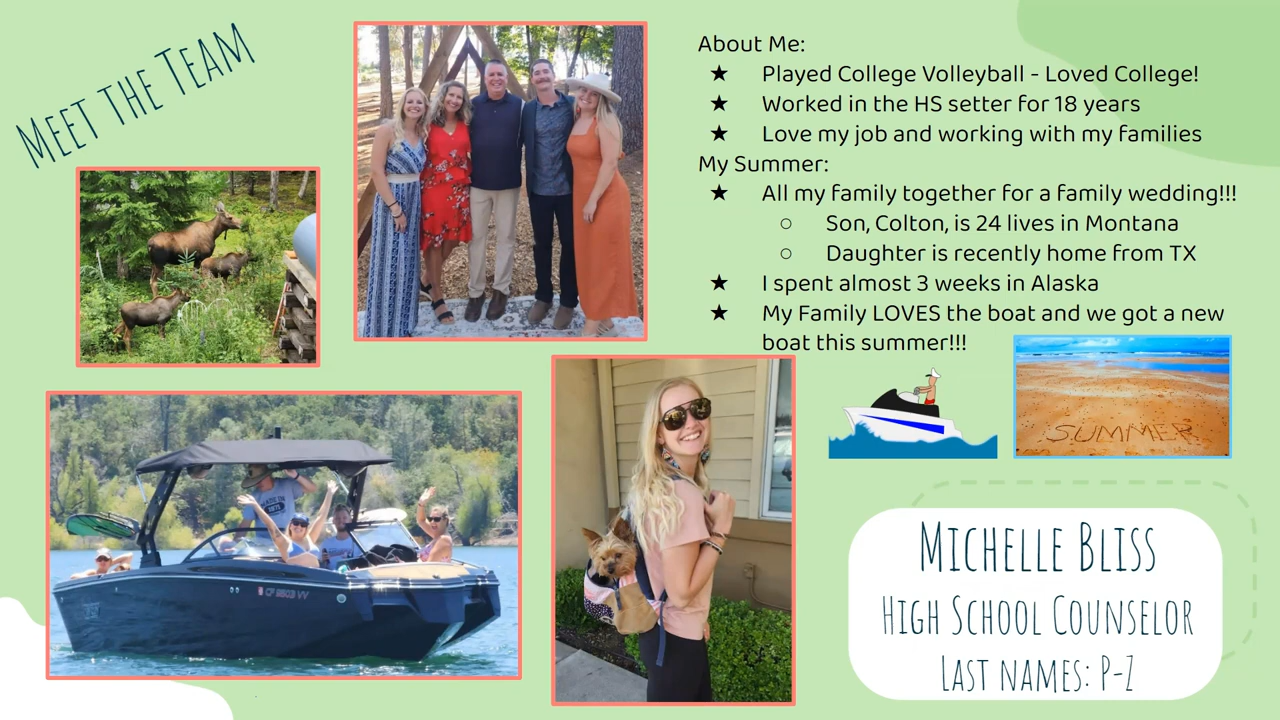 Meet the Team
About Me:
★ Played College Volleyball - Loved College!
★ Worked in the HS setter for 18 years
★ Love my job and working with my families
My Summer:
★ All my family together for a family wedding!!!
○ Son, Colton, is 24 lives in Montana
○ Daughter is recently home from TX
★ I spent almost 3 weeks in Alaska
★ My Family LOVES the boat and we got a new
boat this summer!!!
SUMMER
Michelle Bliss
High School Counselor
Last names: P-Z